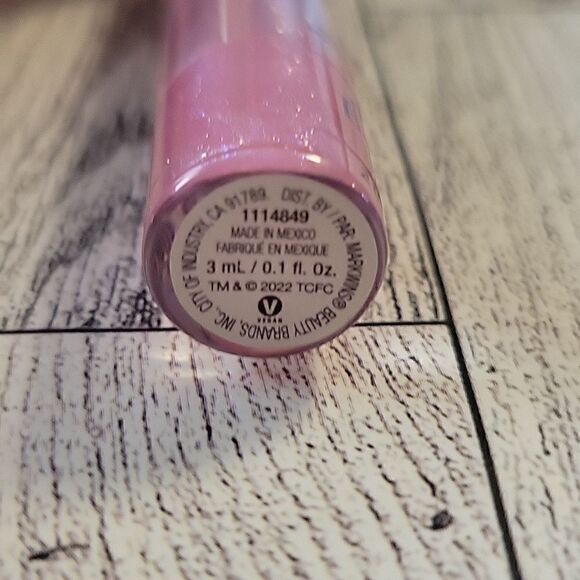 DIST. BY / PAR: MARKWINS® BEAUTY BRANDS, INC., CITY OF INDUSTRY, CA 91789.
1114849
MADE IN MEXICO
FABRIQUÉ EN MEXIQUE
3 mL / 0.1 fl. Oz.
TM & © 2022 TCFC
V
VEGAN